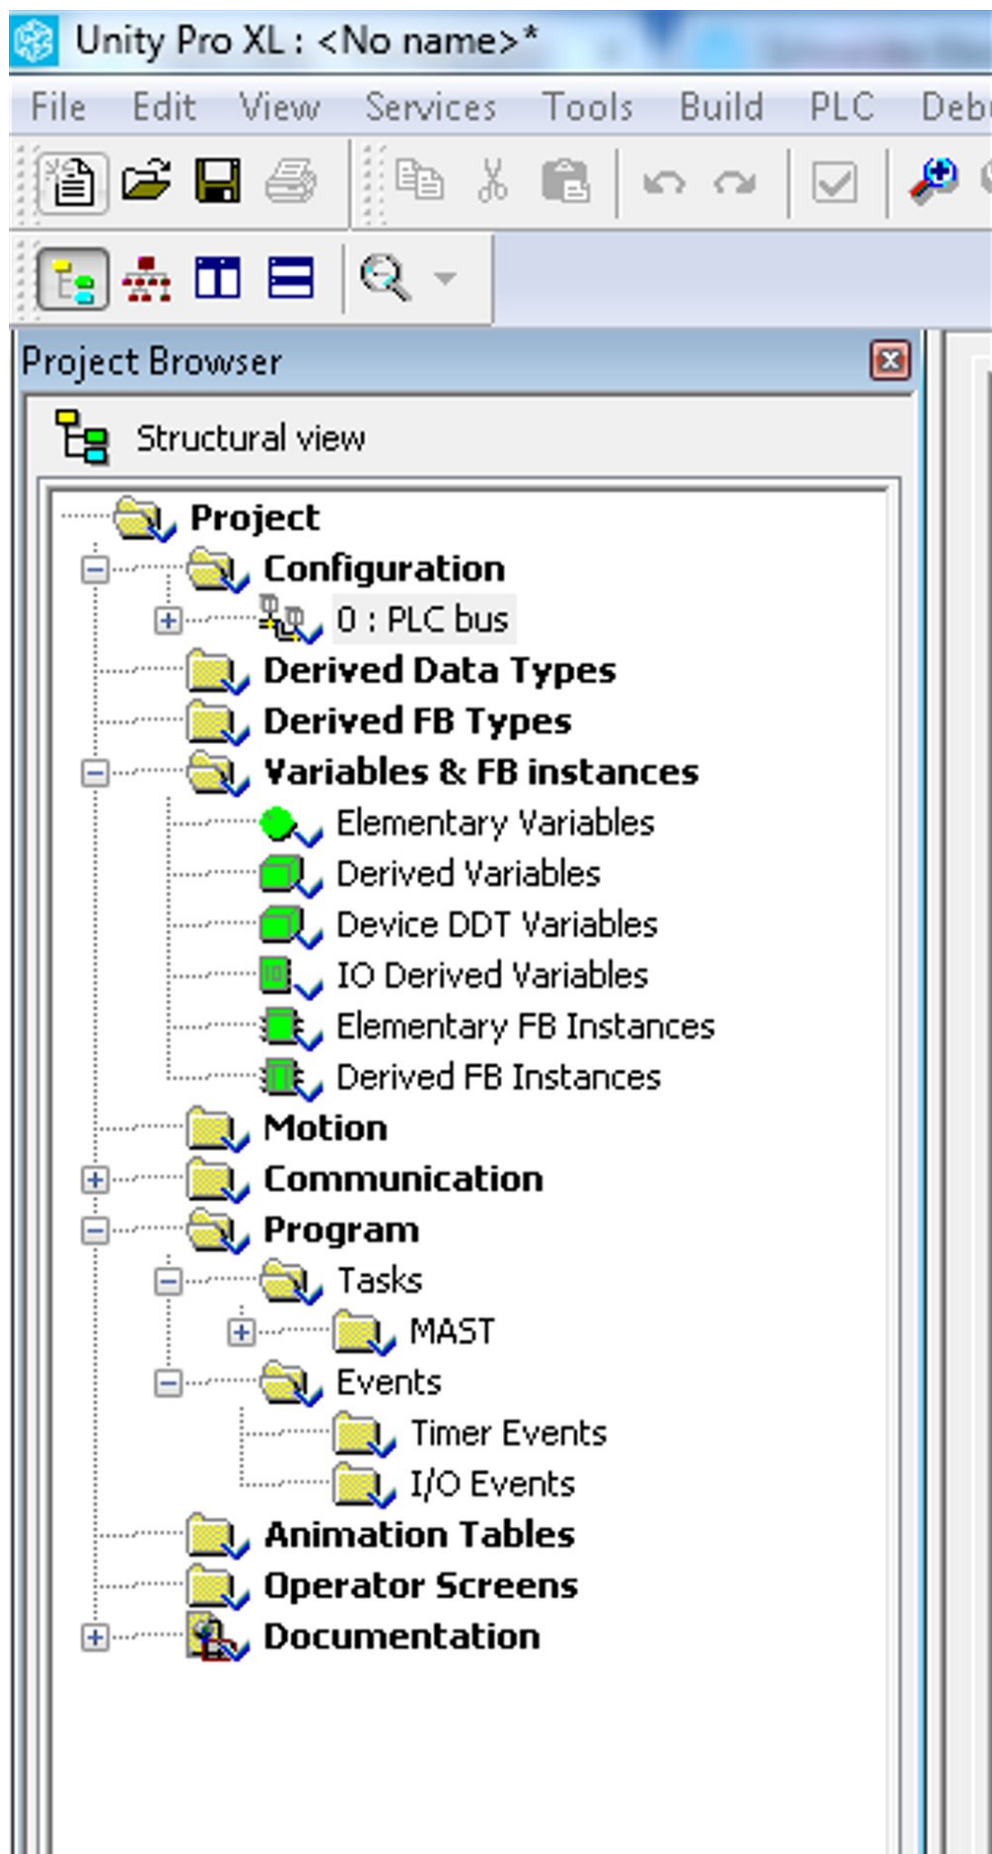 Unity Pro XL : <No name>*
File Edit View Services Tools Build PLC Deb
Project Browser
Structural view
Project
Configuration
0 : PLC bus
Derived Data Types
Derived FB Types
Variables & FB instances
Elementary Variables
Derived Variables
Device DDT Variables
IO Derived Variables
Elementary FB Instances
Derived FB Instances
Motion
Communication
Program
Tasks
MAST
Events
Timer Events
I/O Events
Animation Tables
Operator Screens
Documentation